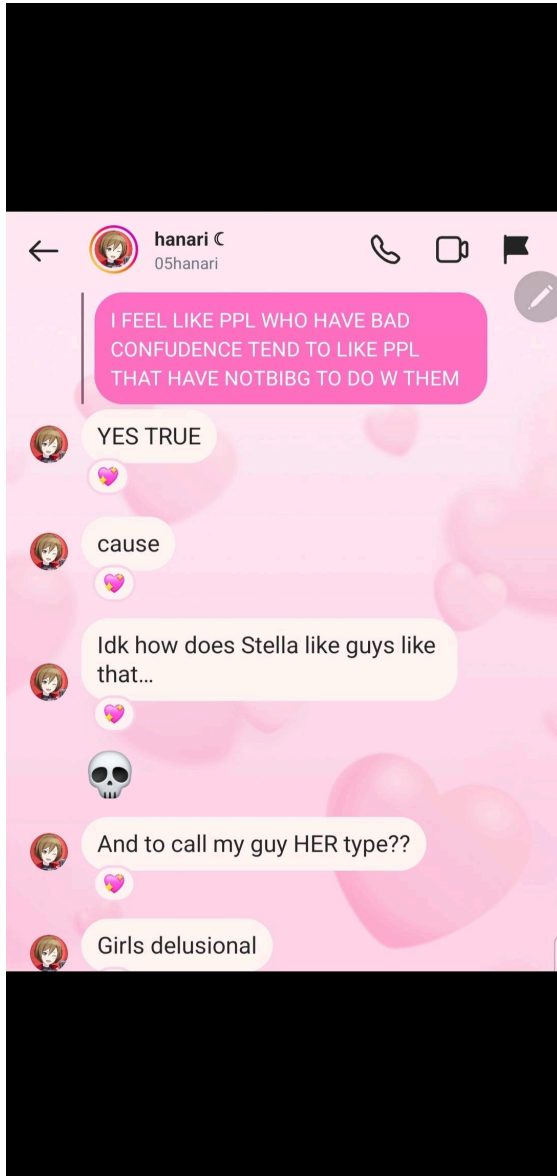 hanari ☾
05hanari
I FEEL LIKE PPL WHO HAVE BAD
CONFUDENCE TEND TO LIKE PPL
THAT HAVE NOTBIBG TO DO W THEM
YES TRUE
cause
Idk how does Stella like guys like
that...
And to call my guy HER type??
Girls delusional